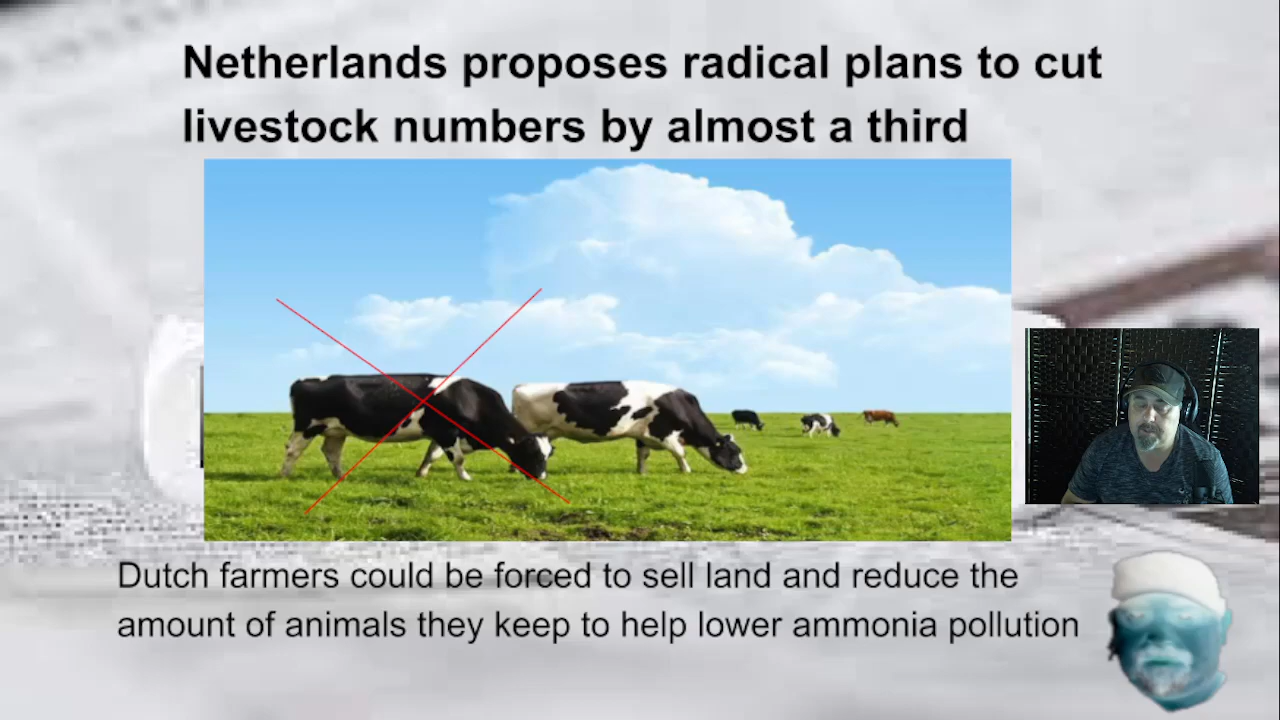 Netherlands proposes radical plans to cut
livestock numbers by almost a third
Dutch farmers could be forced to sell land and reduce the
amount of animals they keep to help lower ammonia pollution